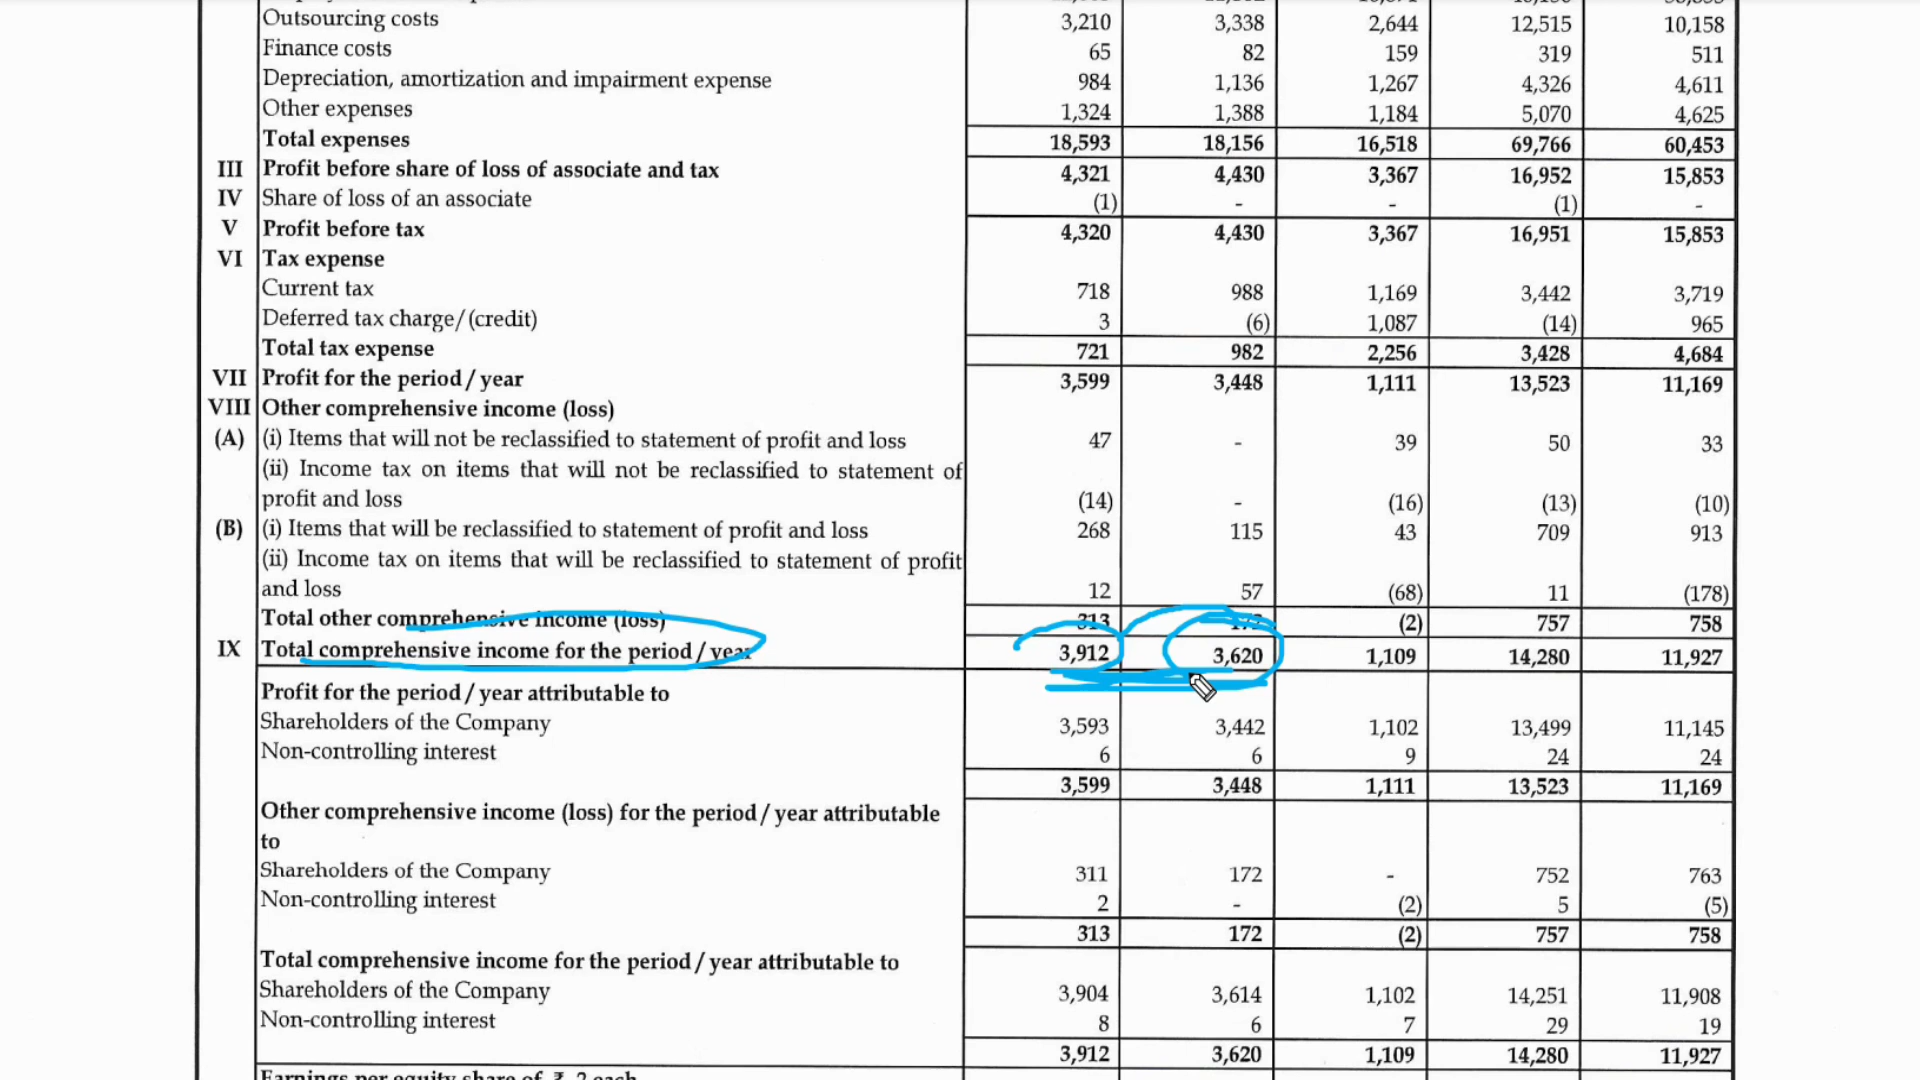 Outsourcing costs 3,210 3,338 2,644 12,515 10,158
Finance costs 65 82 159 319 511
Depreciation, amortization and impairment expense 984 1,136 1,267 4,326 4,611
Other expenses 1,324 1,388 1,184 5,070 4,625
Total expenses 18,593 18,156 16,518 69,766 60,453
III Profit before share of loss of associate and tax 4,321 4,430 3,367 16,952 15,853
IV Share of loss of an associate (1) - - (1) -
V Profit before tax 4,320 4,430 3,367 16,951 15,853
VI Tax expense
Current tax 718 988 1,169 3,442 3,719
Deferred tax charge/(credit) 3 (6) 1,087 (14) 965
Total tax expense 721 982 2,256 3,428 4,684
VII Profit for the period / year 3,599 3,448 1,111 13,523 11,169
VIII Other comprehensive income (loss)
(A) (i) Items that will not be reclassified to statement of profit and loss 47 - 39 50 33
(ii) Income tax on items that will not be reclassified to statement of
profit and loss (14) - (16) (13) (10)
(B) (i) Items that will be reclassified to statement of profit and loss 268 115 43 709 913
(ii) Income tax on items that will be reclassified to statement of profit
and loss 12 57 (68) 11 (178)
Total other comprehensive income (loss) 313 (2) 757 758
IX Total comprehensive income for the period / year 3,912 3,620 1,109 14,280 11,927
Profit for the period / year attributable to
Shareholders of the Company 3,593 3,442 1,102 13,499 11,145
Non-controlling interest 6 6 9 24 24
3,599 3,448 1,111 13,523 11,169
Other comprehensive income (loss) for the period / year attributable
to
Shareholders of the Company 311 172 - 752 763
Non-controlling interest 2 - (2) 5 (5)
313 172 (2) 757 758
Total comprehensive income for the period / year attributable to
Shareholders of the Company 3,904 3,614 1,102 14,251 11,908
Non-controlling interest 8 6 7 29 19
3,912 3,620 1,109 14,280 11,927
Earnings per equity share of ₹ 2 each